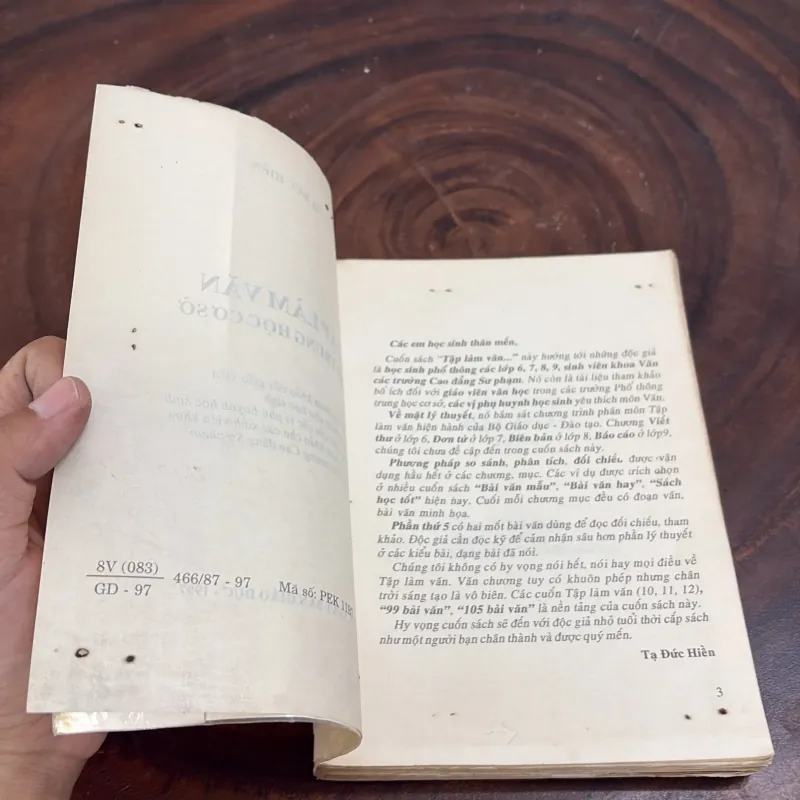 8V (083)
GD - 97
466/87 - 97
Mã số: PEK
Các em học sinh thân mến,
Cuốn sách "Tập làm văn..." này hướng tới những độc giả
là học sinh phổ thông các lớp 6, 7, 8, 9, sinh viên khoa Văn
các trường Cao đẳng Sư phạm. Nó còn là tài liệu tham khảo
bổ ích đối với giáo viên văn học trong các trường Phổ thông
trung học cơ sở, các vị phụ huynh học sinh yêu thích môn Văn.
Về mặt lý thuyết, nó bám sát chương trình phân môn Tập
làm văn hiện hành của Bộ Giáo dục - Đào tạo. Chương Viết
thư ở lớp 6, Đơn từ ở lớp 7, Biên bản ở lớp 8, Báo cáo ở lớp9,
chúng tôi chưa đề cập đến trong cuốn sách này.
Phương pháp so sánh, phân tích, đối chiếu được vận
dụng hầu hết ở các chương, mục. Các ví dụ được trích chọn
ở nhiều cuốn sách "Bài văn mẫu", "Bài văn hay", "Sách
học tốt" hiện nay. Cuối mỗi chương mục đều có đoạn văn,
bài văn minh họa.
Phần thứ 5 có hai mốt bài văn dùng để đọc đối chiếu, tham
khảo. Độc giả cần đọc kỹ để cảm nhận sâu hơn phần lý thuyết
ở các kiểu bài, dạng bài đã nói.
Chúng tôi không có hy vọng nói hết, nói hay mọi điều về
Tập làm văn. Văn chương tuy có khuôn phép nhưng chân
trời sáng tạo là vô biên. Các cuốn Tập làm văn (10, 11, 12),
"99 bài văn", "105 bài văn" là nền tảng của cuốn sách này.
Hy vọng cuốn sách sẽ đến với độc giả nhỏ tuổi thời cắp sách
như một người bạn chân thành và được quý mến.
Tạ Đức Hiền
3